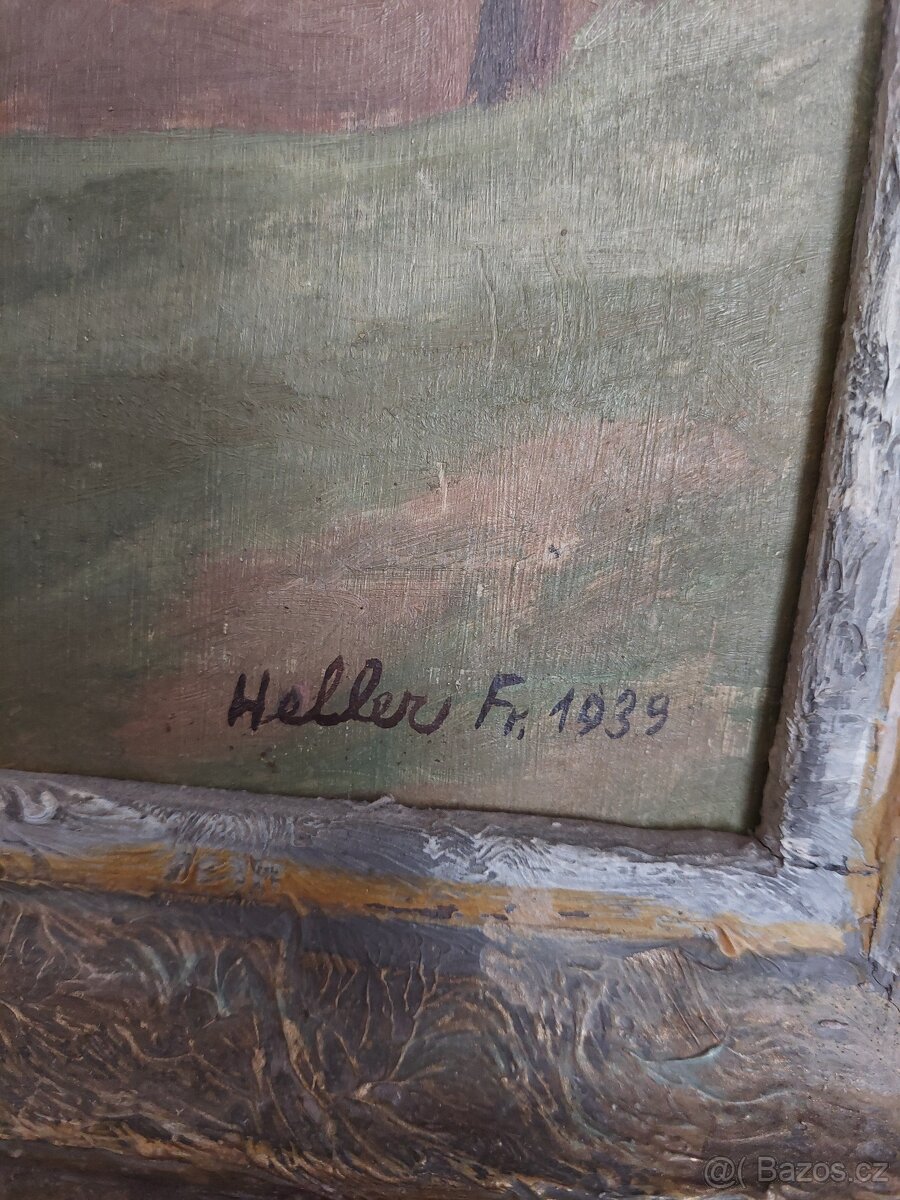 Heller Fr. 1939
@( Bazos.cz